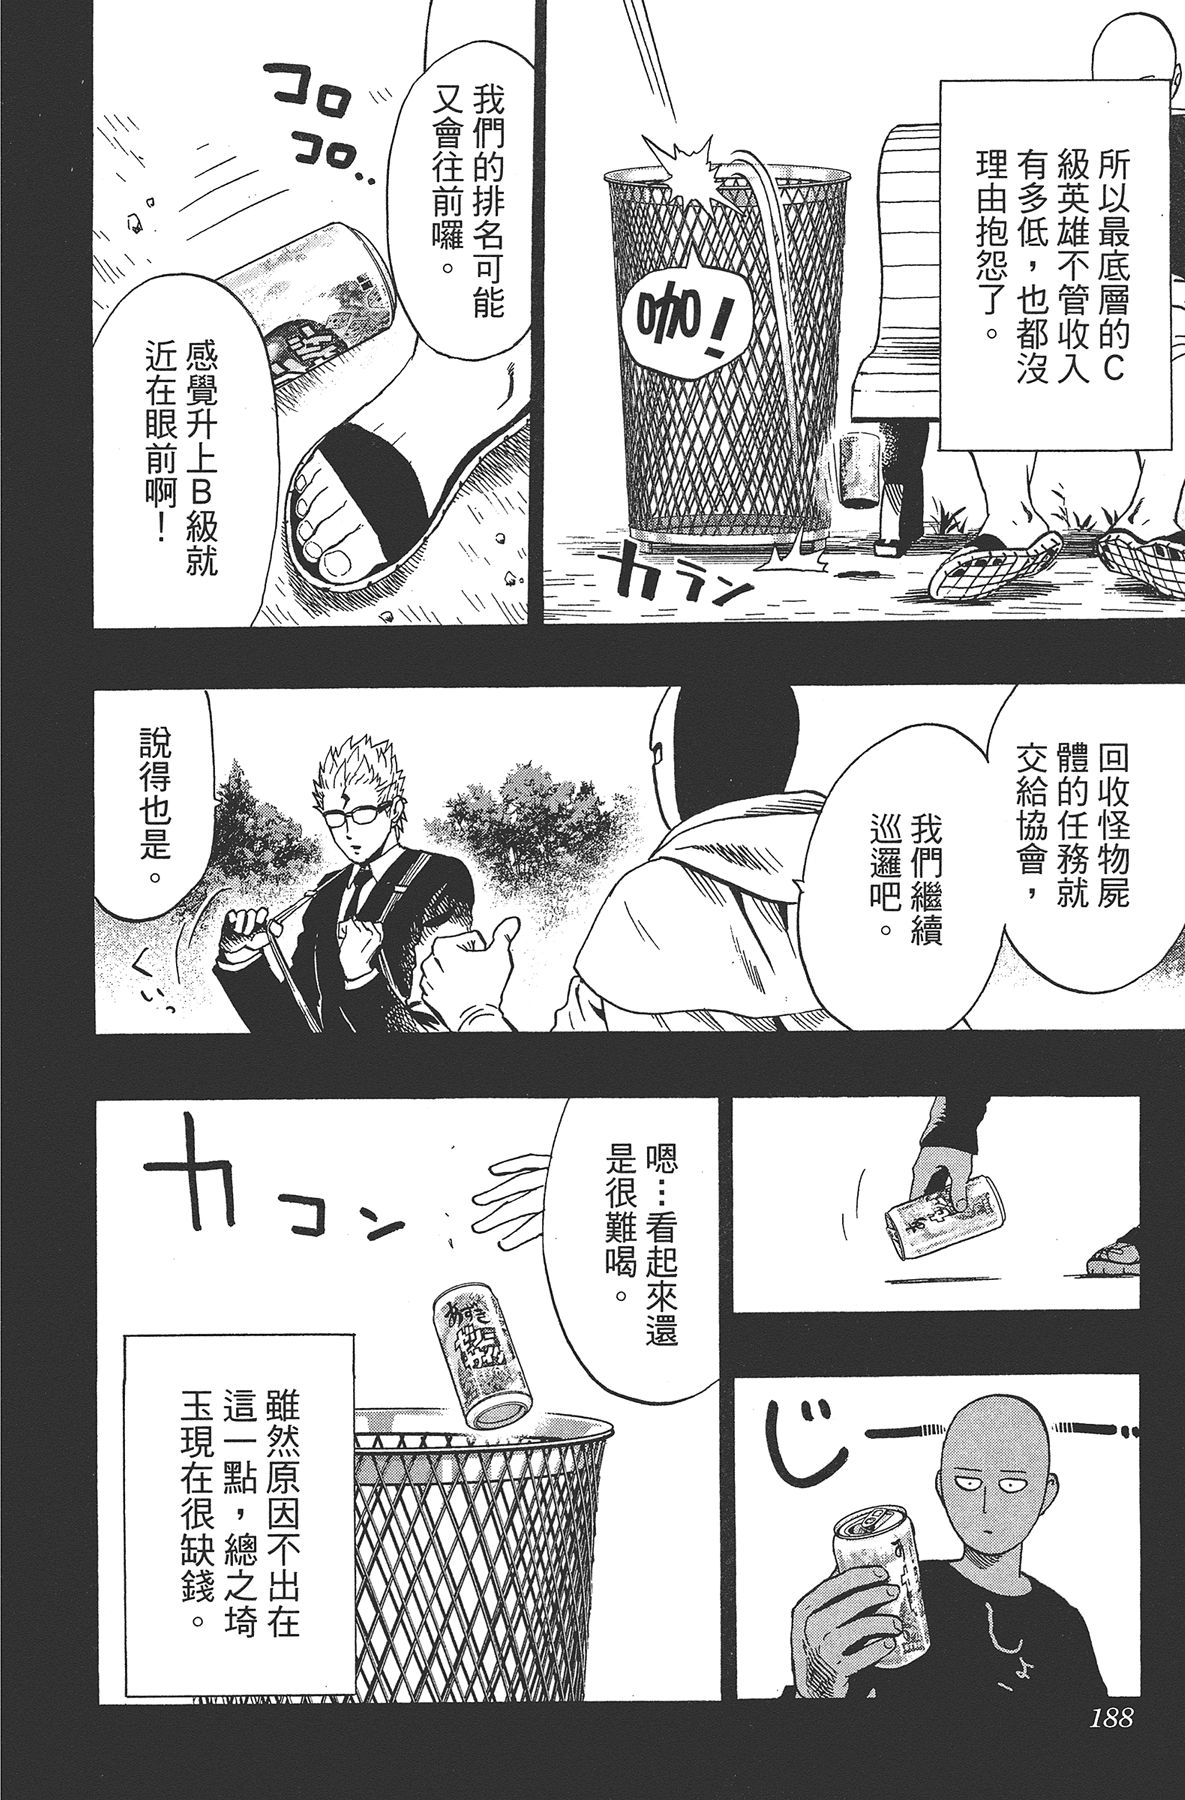 所以最底層的C
級英雄不管收入
有多低，也都沒
理由抱怨了。
咖！
カラン
我們的排名可能
又會往前囉。
コロ
コロ..
感覺升上B級就
近在眼前啊！
回收怪物屍
體的任務就
交給協會，
我們繼續
巡邏吧。
說得也是。
くいっ
じー
嗯…看起來還
是很難喝。
カコン
あずき
雖然原因不出在
這一點，總之埼
玉現在很缺錢。
188